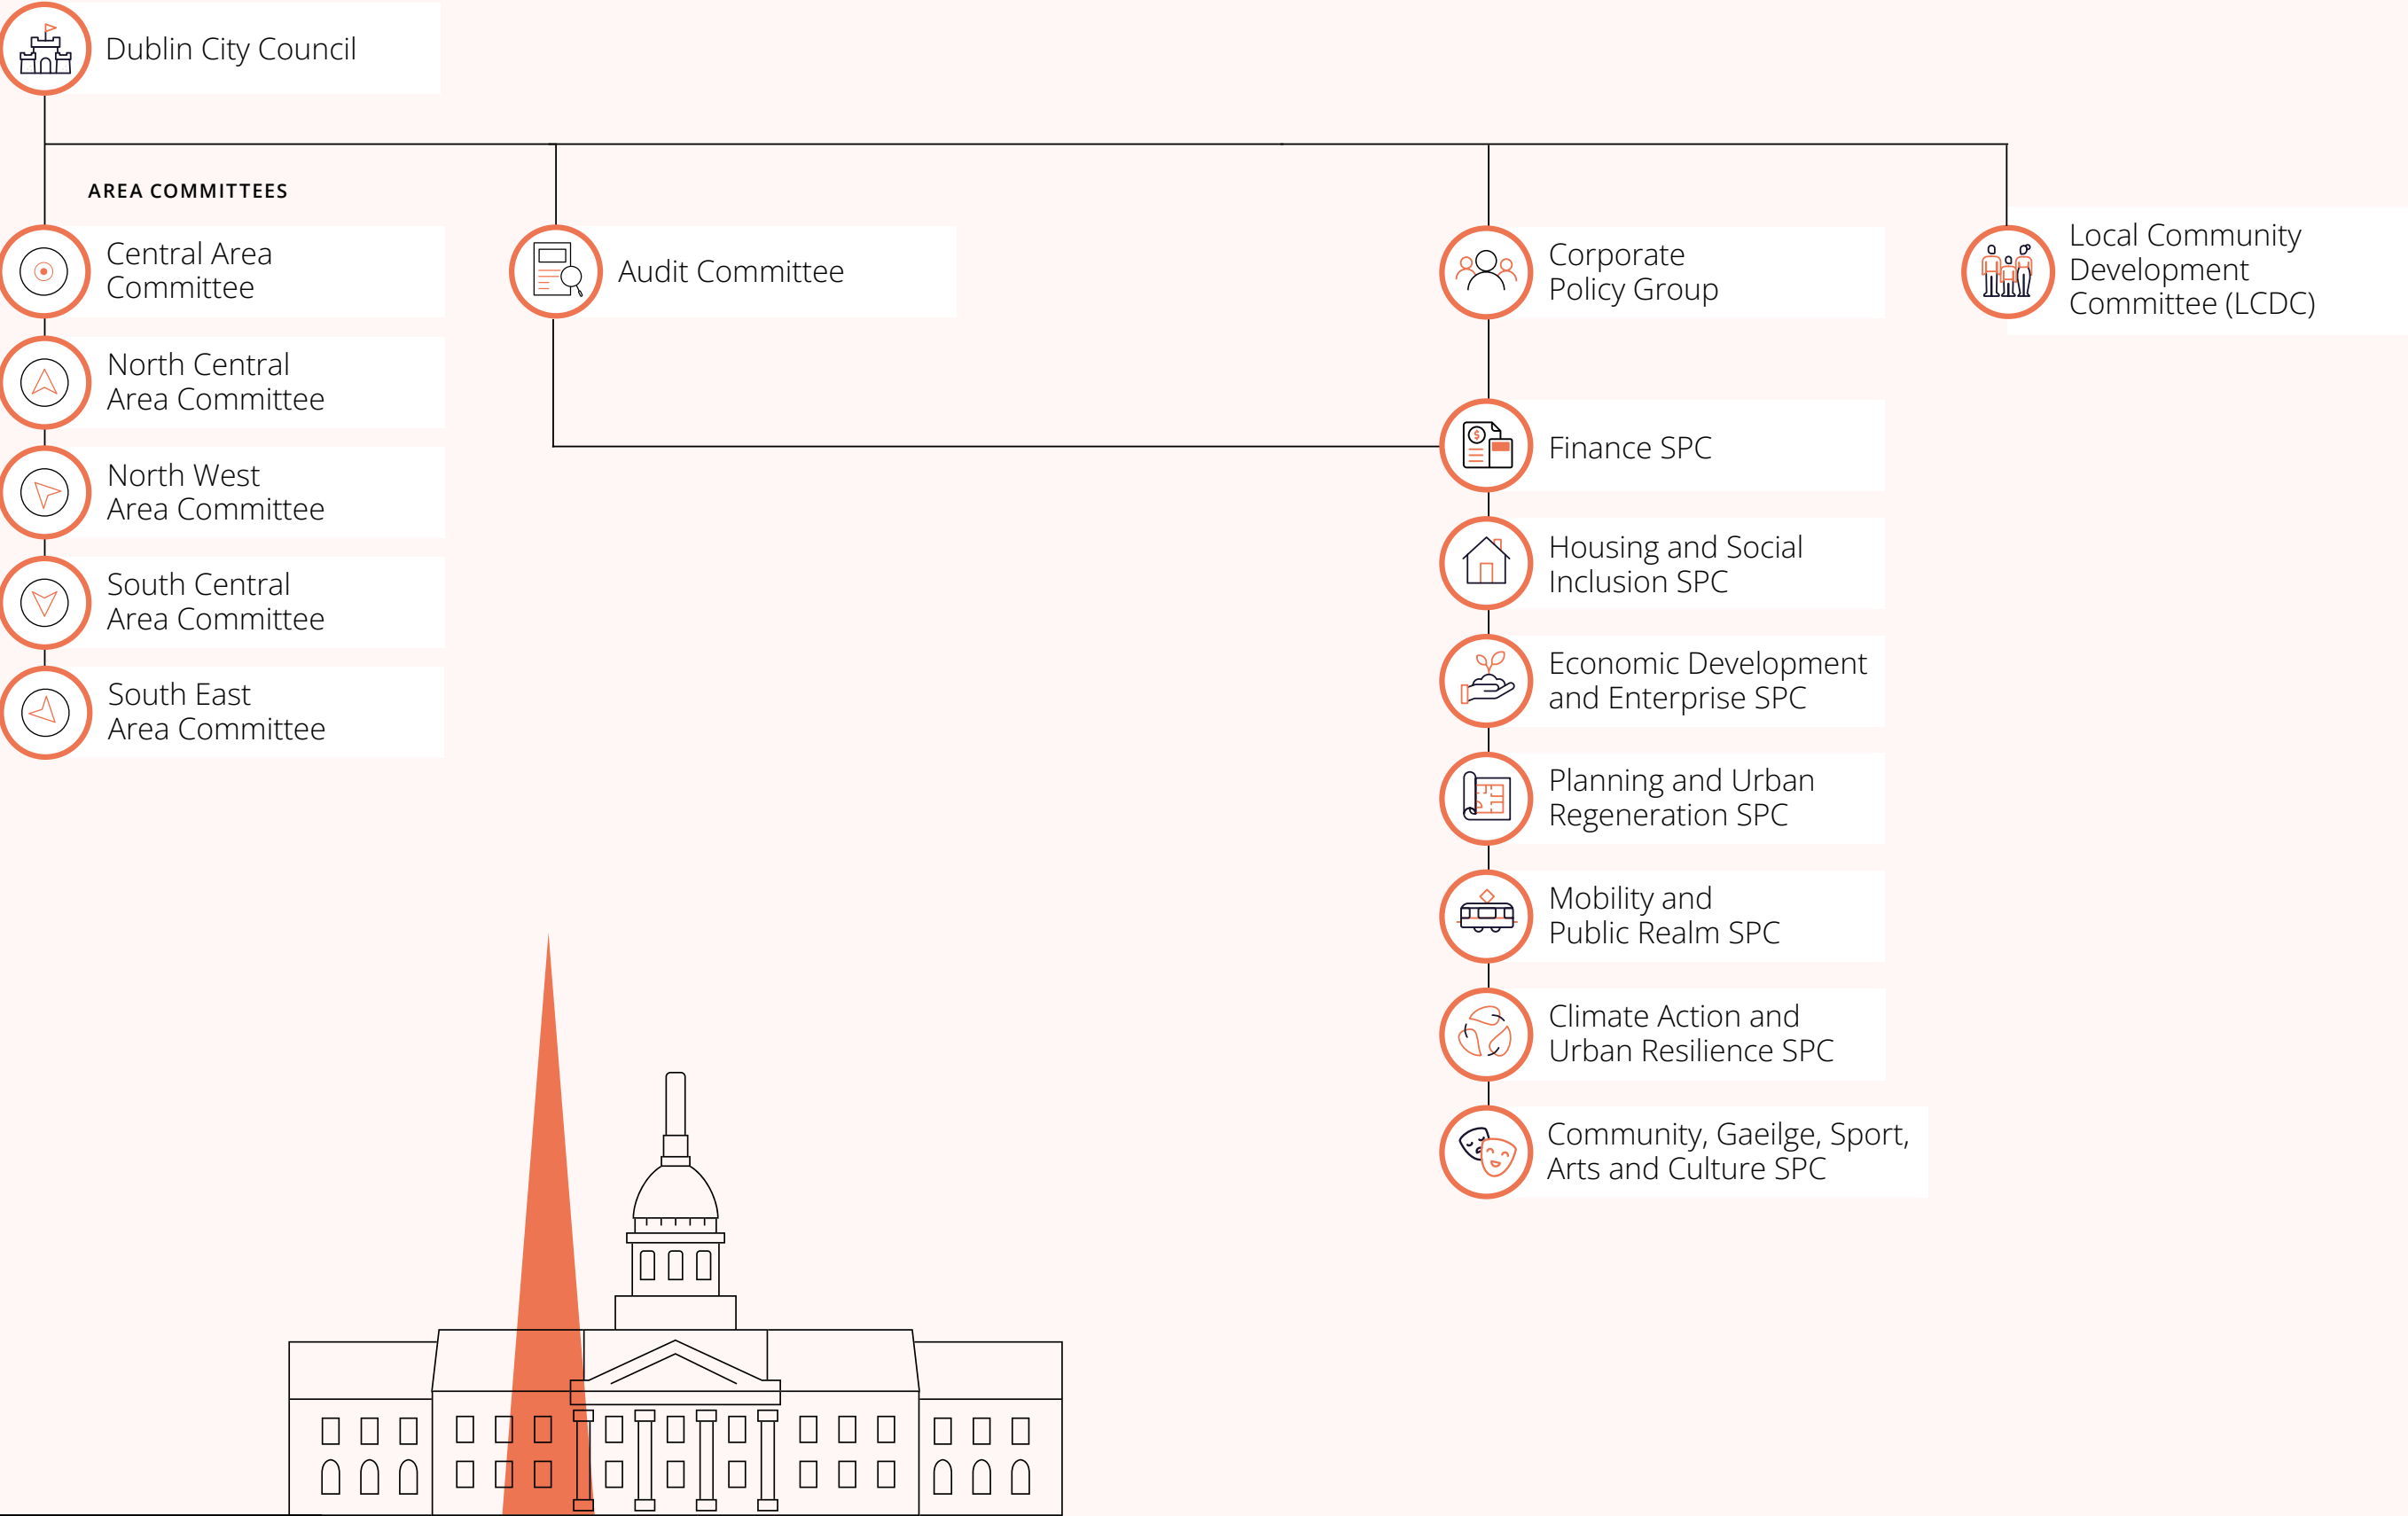 Dublin City Council
AREA COMMITTEES
Central Area
Committee
North Central
Area Committee
North West
Area Committee
South Central
Area Committee
South East
Area Committee
Audit Committee
Corporate
Policy Group
Finance SPC
Housing and Social
Inclusion SPC
Economic Development
and Enterprise SPC
Planning and Urban
Regeneration SPC
Mobility and
Public Realm SPC
Climate Action and
Urban Resilience SPC
Community, Gaeilge, Sport,
Arts and Culture SPC
Local Community
Development
Committee (LCDC)